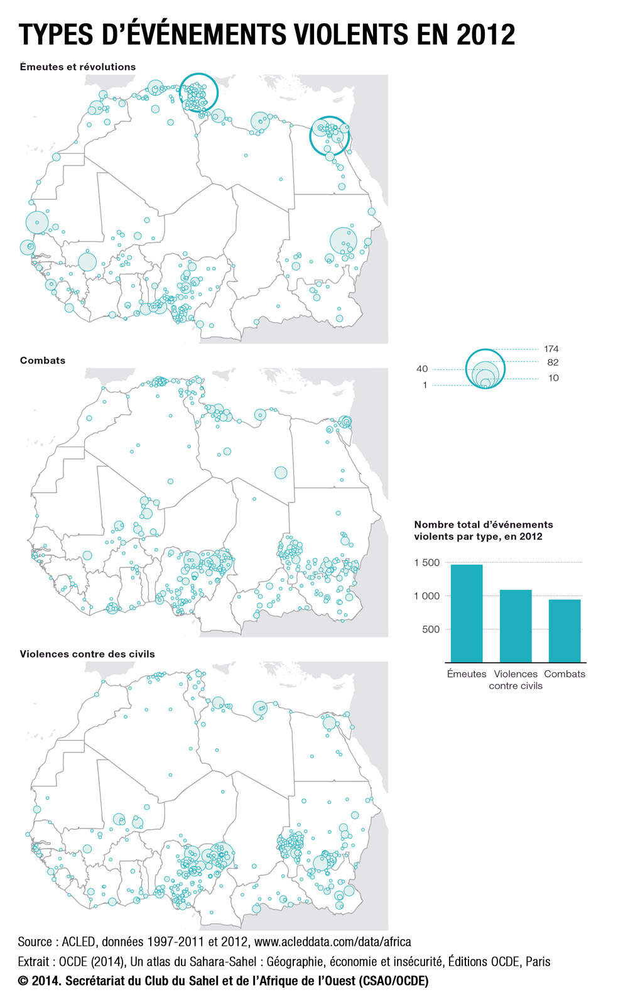 TYPES D’ÉVÉNEMENTS VIOLENTS EN 2012
Émeutes et révolutions
Combats
174
82
40
10
1
Nombre total d’événements
violents par type, en 2012
1 500
1 000
500
Émeutes
Violences
contre civils
Combats
Violences contre des civils
Source : ACLED, données 1997-2011 et 2012, www.acleddata.com/data/africa
Extrait : OCDE (2014), Un atlas du Sahara-Sahel : Géographie, économie et insécurité, Éditions OCDE, Paris
© 2014. Secrétariat du Club du Sahel et de l’Afrique de l’Ouest (CSAO/OCDE)